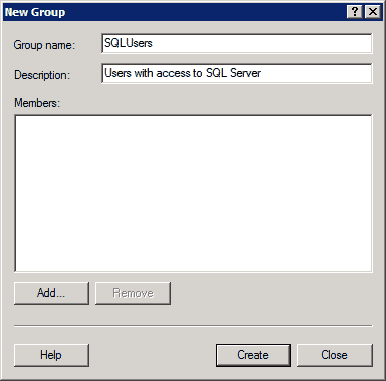 New Group
Group name: SQLUsers
Description: Users with access to SQL Server
Members:
Add... Remove
Help Create Close